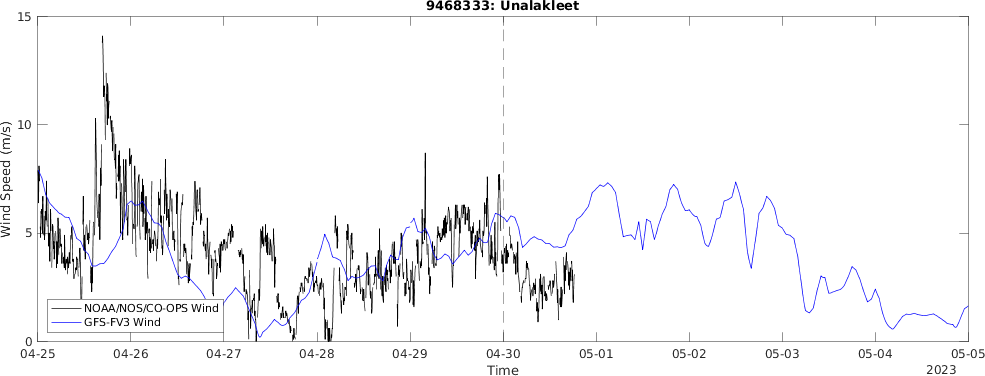 9468333: Unalakleet
15
10
5
0
Wind Speed (m/s)
NOAA/NOS/CO-OPS Wind
GFS-FV3 Wind
04-25 04-26 04-27 04-28 04-29 04-30 05-01 05-02 05-03 05-04 05-05
Time
2023